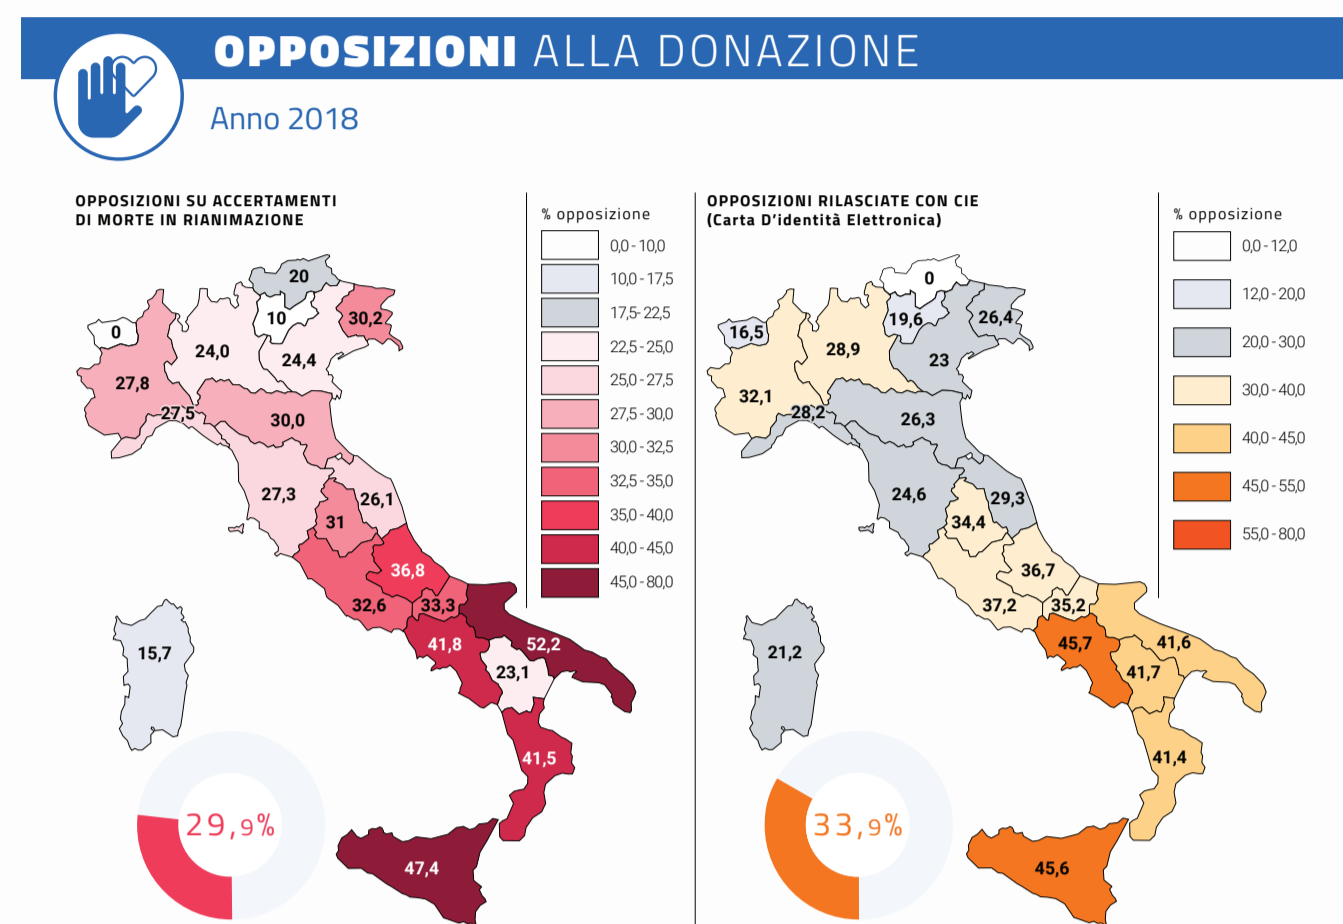 OPPOSIZIONI ALLA DONAZIONE
Anno 2018
OPPOSIZIONI SU ACCERTAMENTI
DI MORTE IN RIANIMAZIONE
% opposizione
0,0 - 10,0
10,0 - 17,5
17,5- 22,5
22,5 - 25,0
25,0 - 27,5
27,5 - 30,0
30,0 - 32,5
32,5 - 35,0
35,0 - 40,0
40,0 - 45,0
45,0 - 80,0
20
10
30,2
0
24,0
24,4
27,8
27,5
30,0
27,3
26,1
31
36,8
32,6
33,3
41,8
52,2
23,1
15,7
41,5
47,4
29,9%
OPPOSIZIONI RILASCIATE CON CIE
(Carta D’identità Elettronica)
% opposizione
0,0 - 12,0
12,0 - 20,0
20,0 - 30,0
30,0 - 40,0
40,0 - 45,0
45,0 - 55,0
55,0 - 80,0
0
19,6
26,4
16,5
28,9
23
32,1
28,2
26,3
24,6
29,3
34,4
36,7
37,2
35,2
45,7
41,6
41,7
21,2
41,4
45,6
33,9%